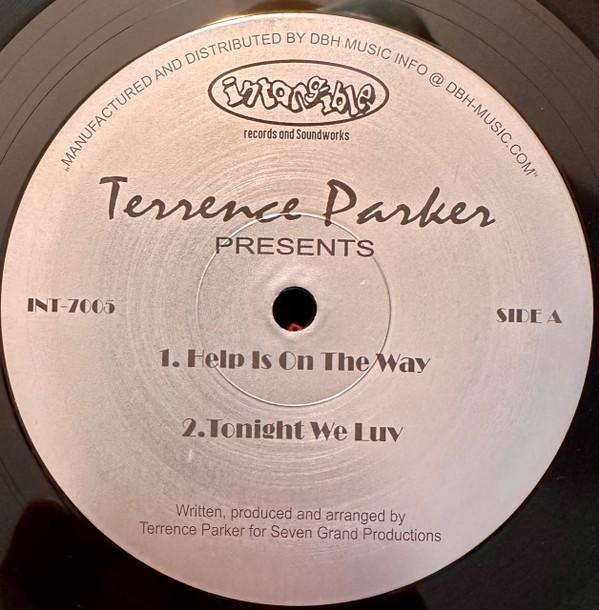 „MANUFACTURED AND DISTRIBUTED BY DBH MUSIC INFO @ DBH-MUSIC.COM"
intangible
records and Soundworks
Terrence Parker
PRESENTS
INT-7005
SIDE A
1. Help Is On The Way
2.Tonight We Luv
Written, produced and arranged by
Terrence Parker for Seven Grand Productions